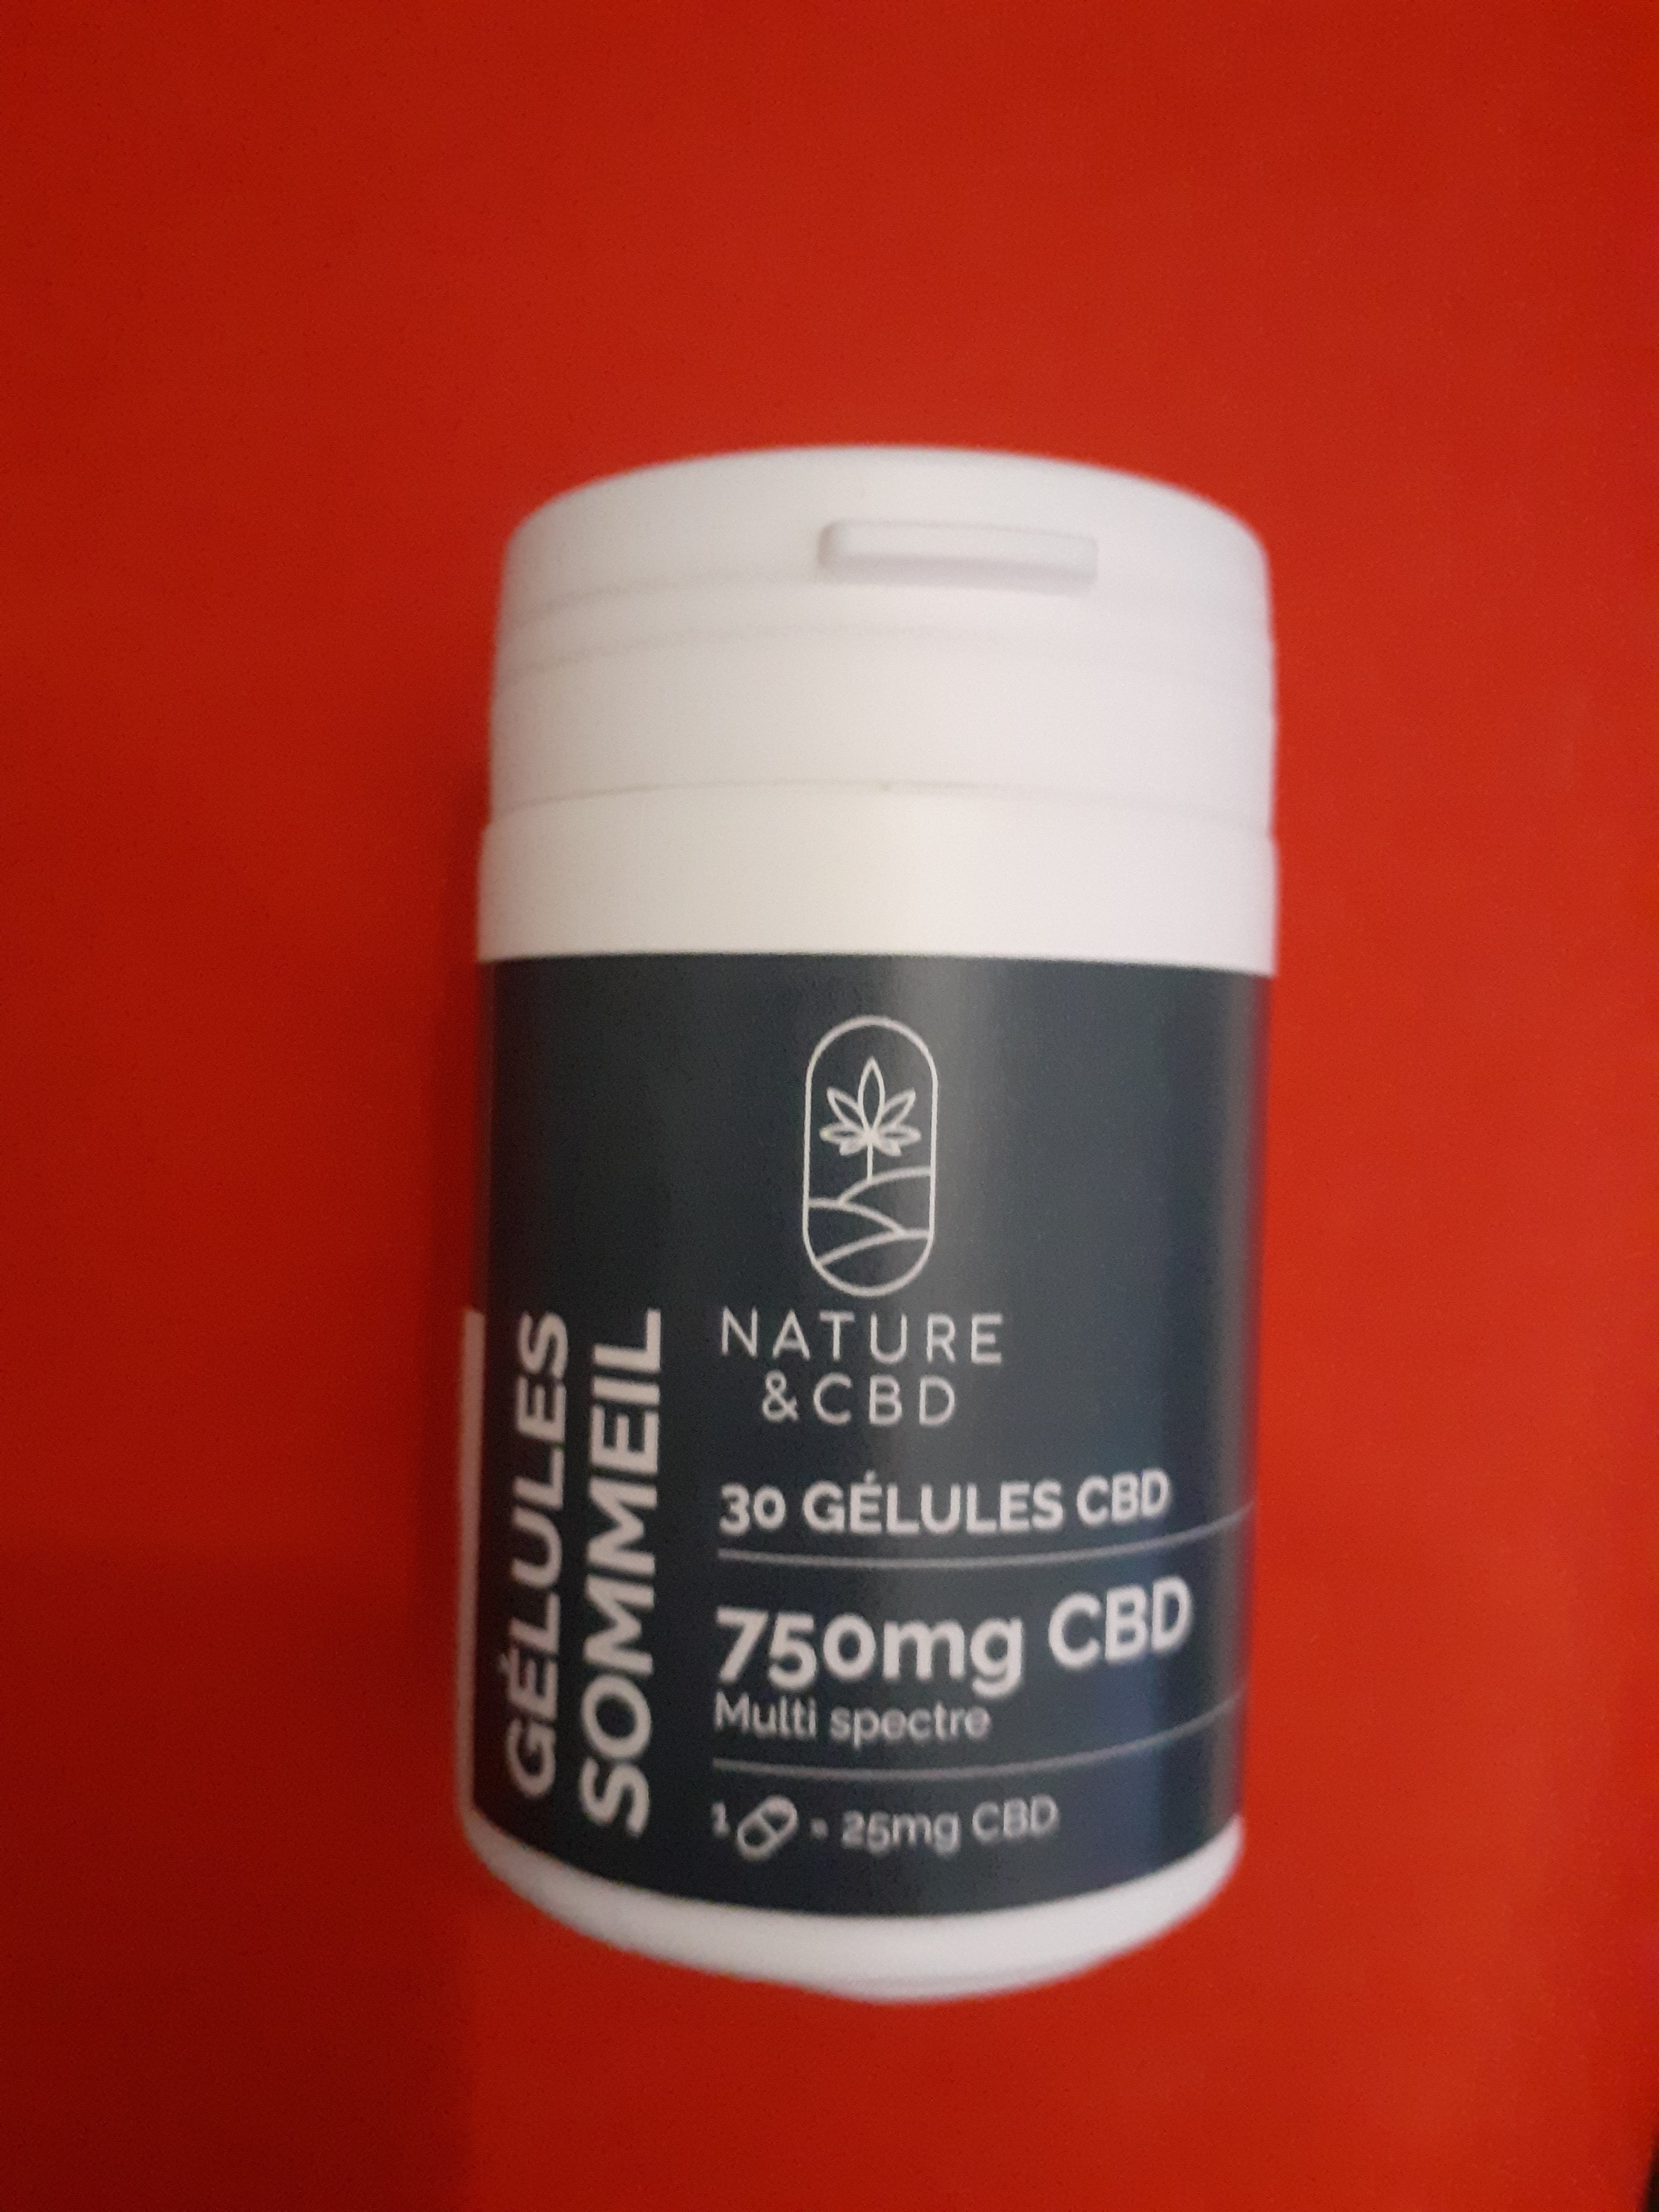 NATURE
&CBD
GÉLULES
SOMMEIL
30 GÉLULES CBD
750mg CBD
Multi spectre
1 = 25mg CBD